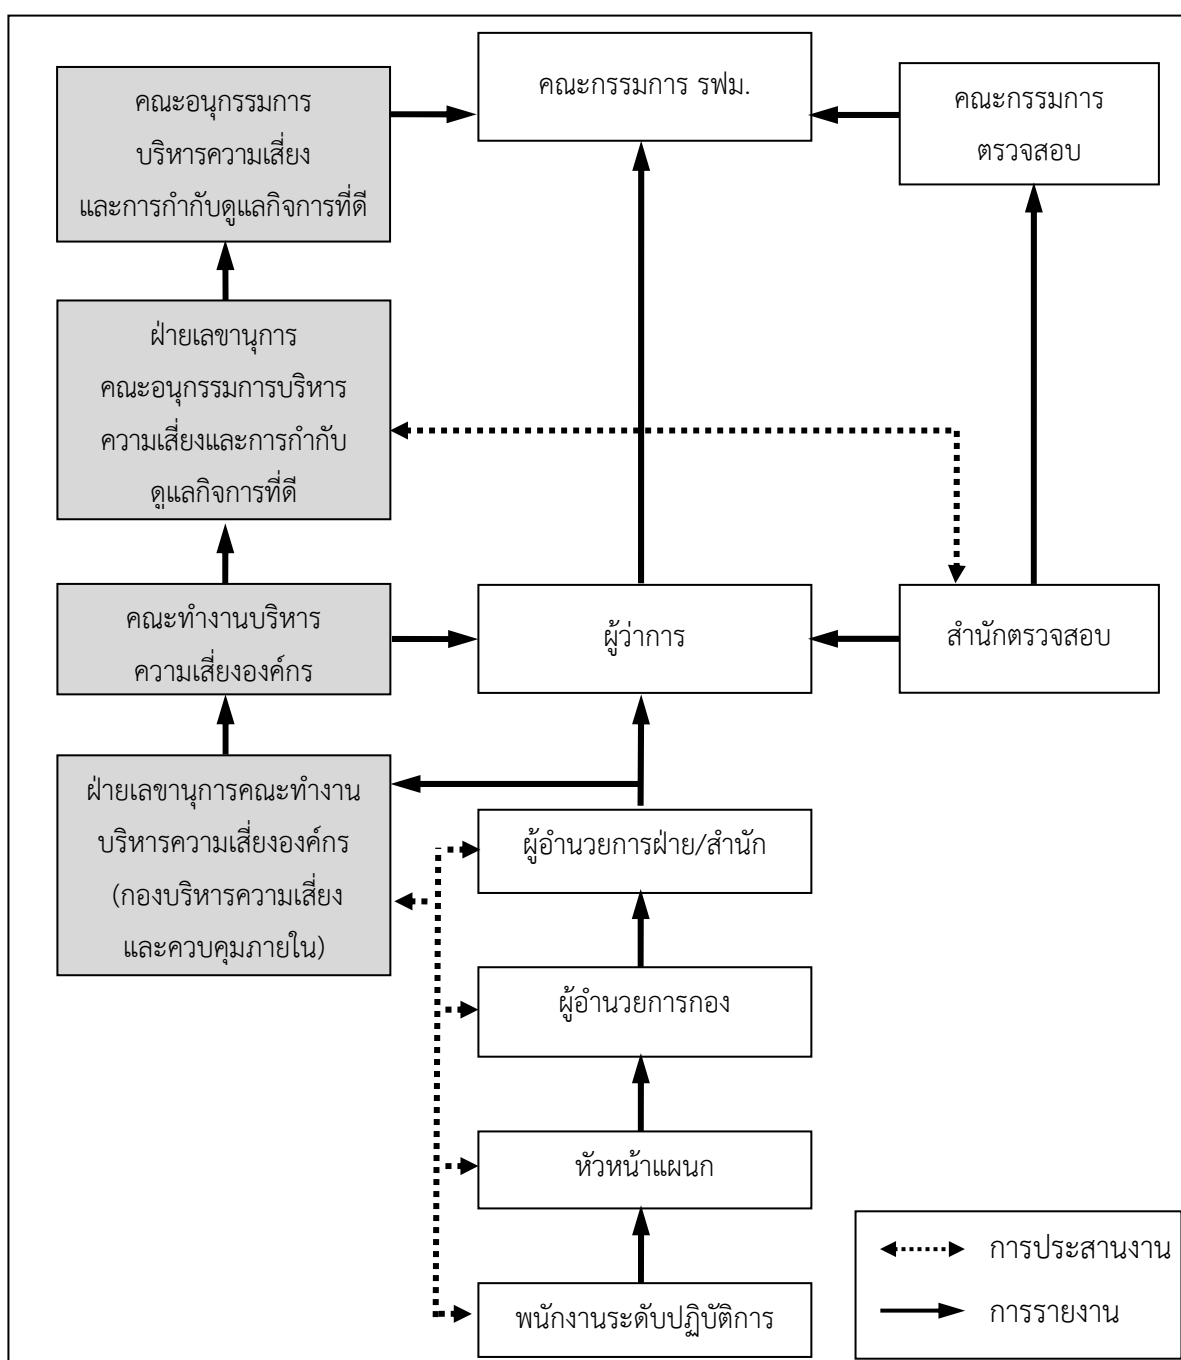 คณะกรรมการ รฟม.
คณะอนุกรรมการ
บริหารความเสี่ยง
และการกำกับดูแลกิจการที่ดี
คณะกรรมการ
ตรวจสอบ
ฝ่ายเลขานุการ
คณะอนุกรรมการบริหาร
ความเสี่ยงและการกำกับ
ดูแลกิจการที่ดี
คณะทำงานบริหาร
ความเสี่ยงองค์กร
ผู้ว่าการ
สำนักตรวจสอบ
ฝ่ายเลขานุการคณะทำงาน
บริหารความเสี่ยงองค์กร
(กองบริหารความเสี่ยง
และควบคุมภายใน)
ผู้อำนวยการฝ่าย/สำนัก
ผู้อำนวยการกอง
หัวหน้าแผนก
พนักงานระดับปฏิบัติการ
การประสานงาน
การรายงาน